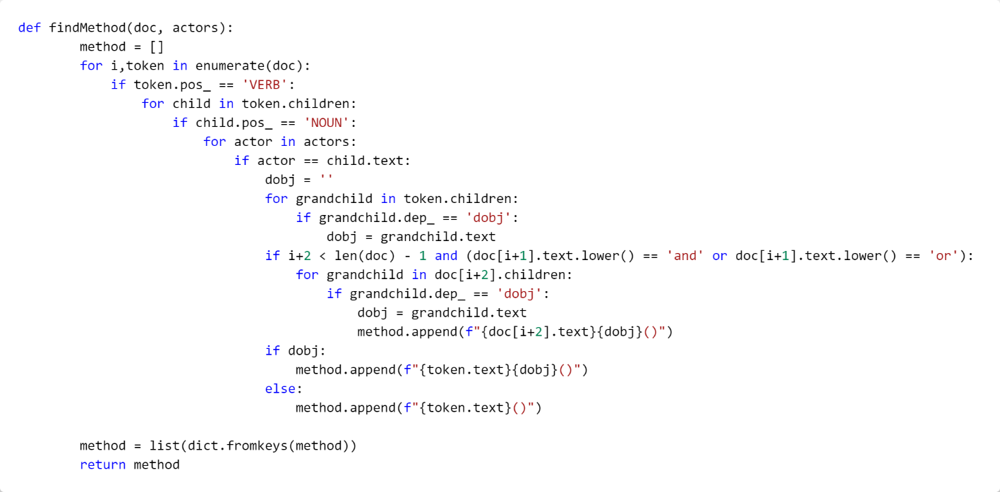 def findMethod(doc, actors):
        method = []
        for i,token in enumerate(doc):
            if token.pos_ == 'VERB':
                for child in token.children:
                    if child.pos_ == 'NOUN':
                        for actor in actors:
                            if actor == child.text:
                                dobj = ''
                                for grandchild in token.children:
                                    if grandchild.dep_ == 'dobj':
                                        dobj = grandchild.text
                                if i+2 < len(doc) - 1 and (doc[i+1].text.lower() == 'and' or doc[i+1].text.lower() == 'or'):
                                    for grandchild in doc[i+2].children:
                                        if grandchild.dep_ == 'dobj':
                                            dobj = grandchild.text
                                            method.append(f"{doc[i+2].text}{dobj}()")
                                if dobj:
                                    method.append(f"{token.text}{dobj}()")
                                else:
                                    method.append(f"{token.text}()")

        method = list(dict.fromkeys(method))
        return method